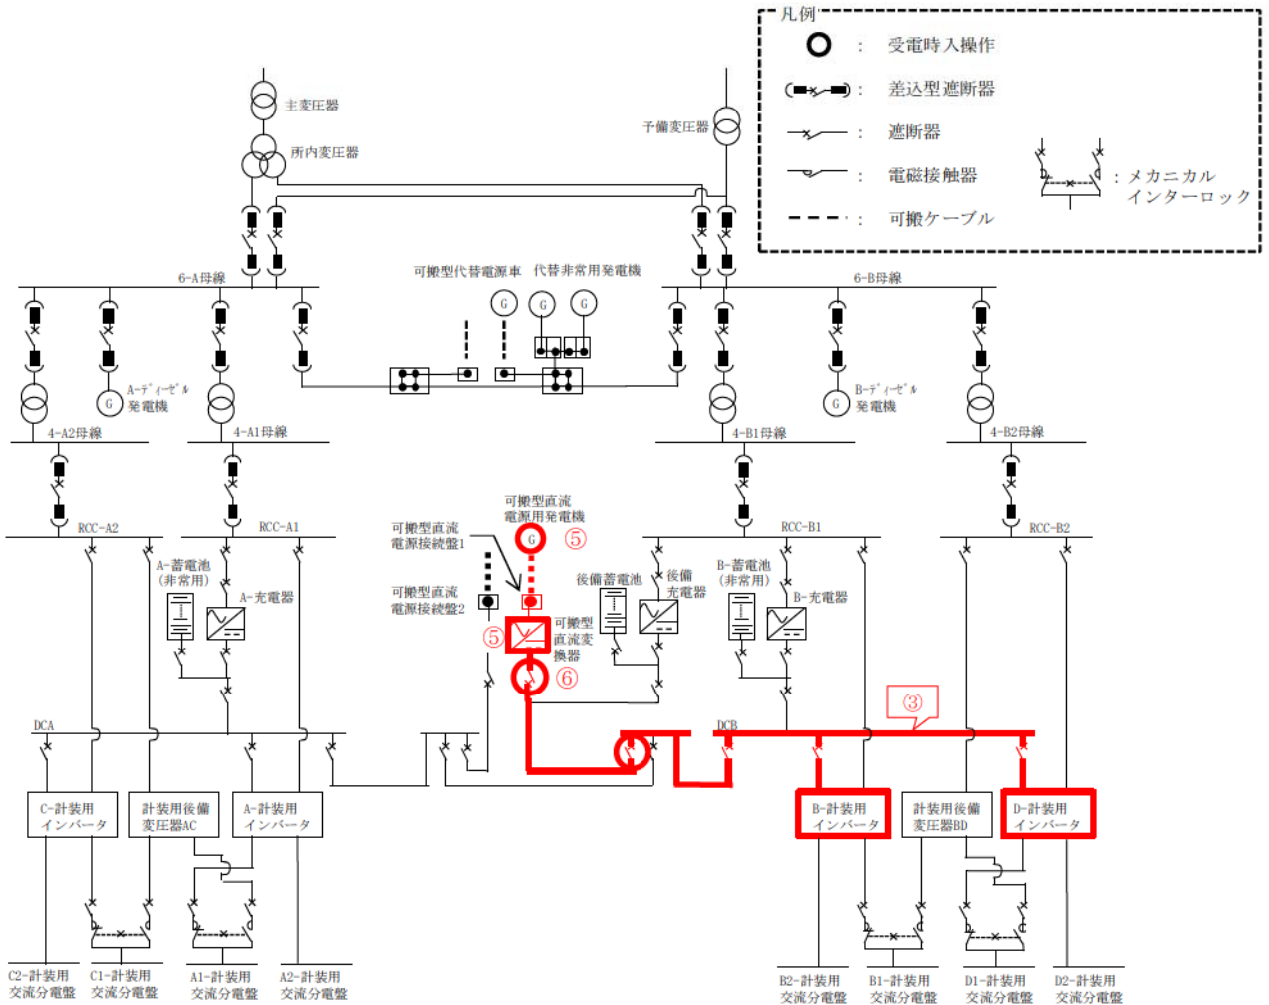 凡例
： 受電時入操作
： 差込型遮断器
： 遮断器
： 電磁接触器
： 可搬ケーブル
：メカニカル
インターロック
主変圧器
所内変圧器
予備変圧器
6-A母線
6-B母線
可搬型代替電源車
代替非常用発電機
G
G
G
A-ディーゼル
発電機
G
B-ディーゼル
発電機
G
4-A2母線
4-A1母線
4-B1母線
4-B2母線
RCC-A2
RCC-A1
RCC-B1
RCC-B2
可搬型直流
電源用発電機
G
⑤
可搬型直流
電源接続盤1
可搬型直流
電源接続盤2
A-蓄電池
(非常用)
A-充電器
後備蓄電池
後備
充電器
B-蓄電池
(非常用)
B-充電器
⑤
可搬型
直流変
換器
⑥
③
DCA
DCB
C-計装用
インバータ
計装用後備
変圧器AC
A-計装用
インバータ
B-計装用
インバータ
計装用後備
変圧器BD
D-計装用
インバータ
C2-計装用
交流分電盤
C1-計装用
交流分電盤
A1-計装用
交流分電盤
A2-計装用
交流分電盤
B2-計装用
交流分電盤
B1-計装用
交流分電盤
D1-計装用
交流分電盤
D2-計装用
交流分電盤